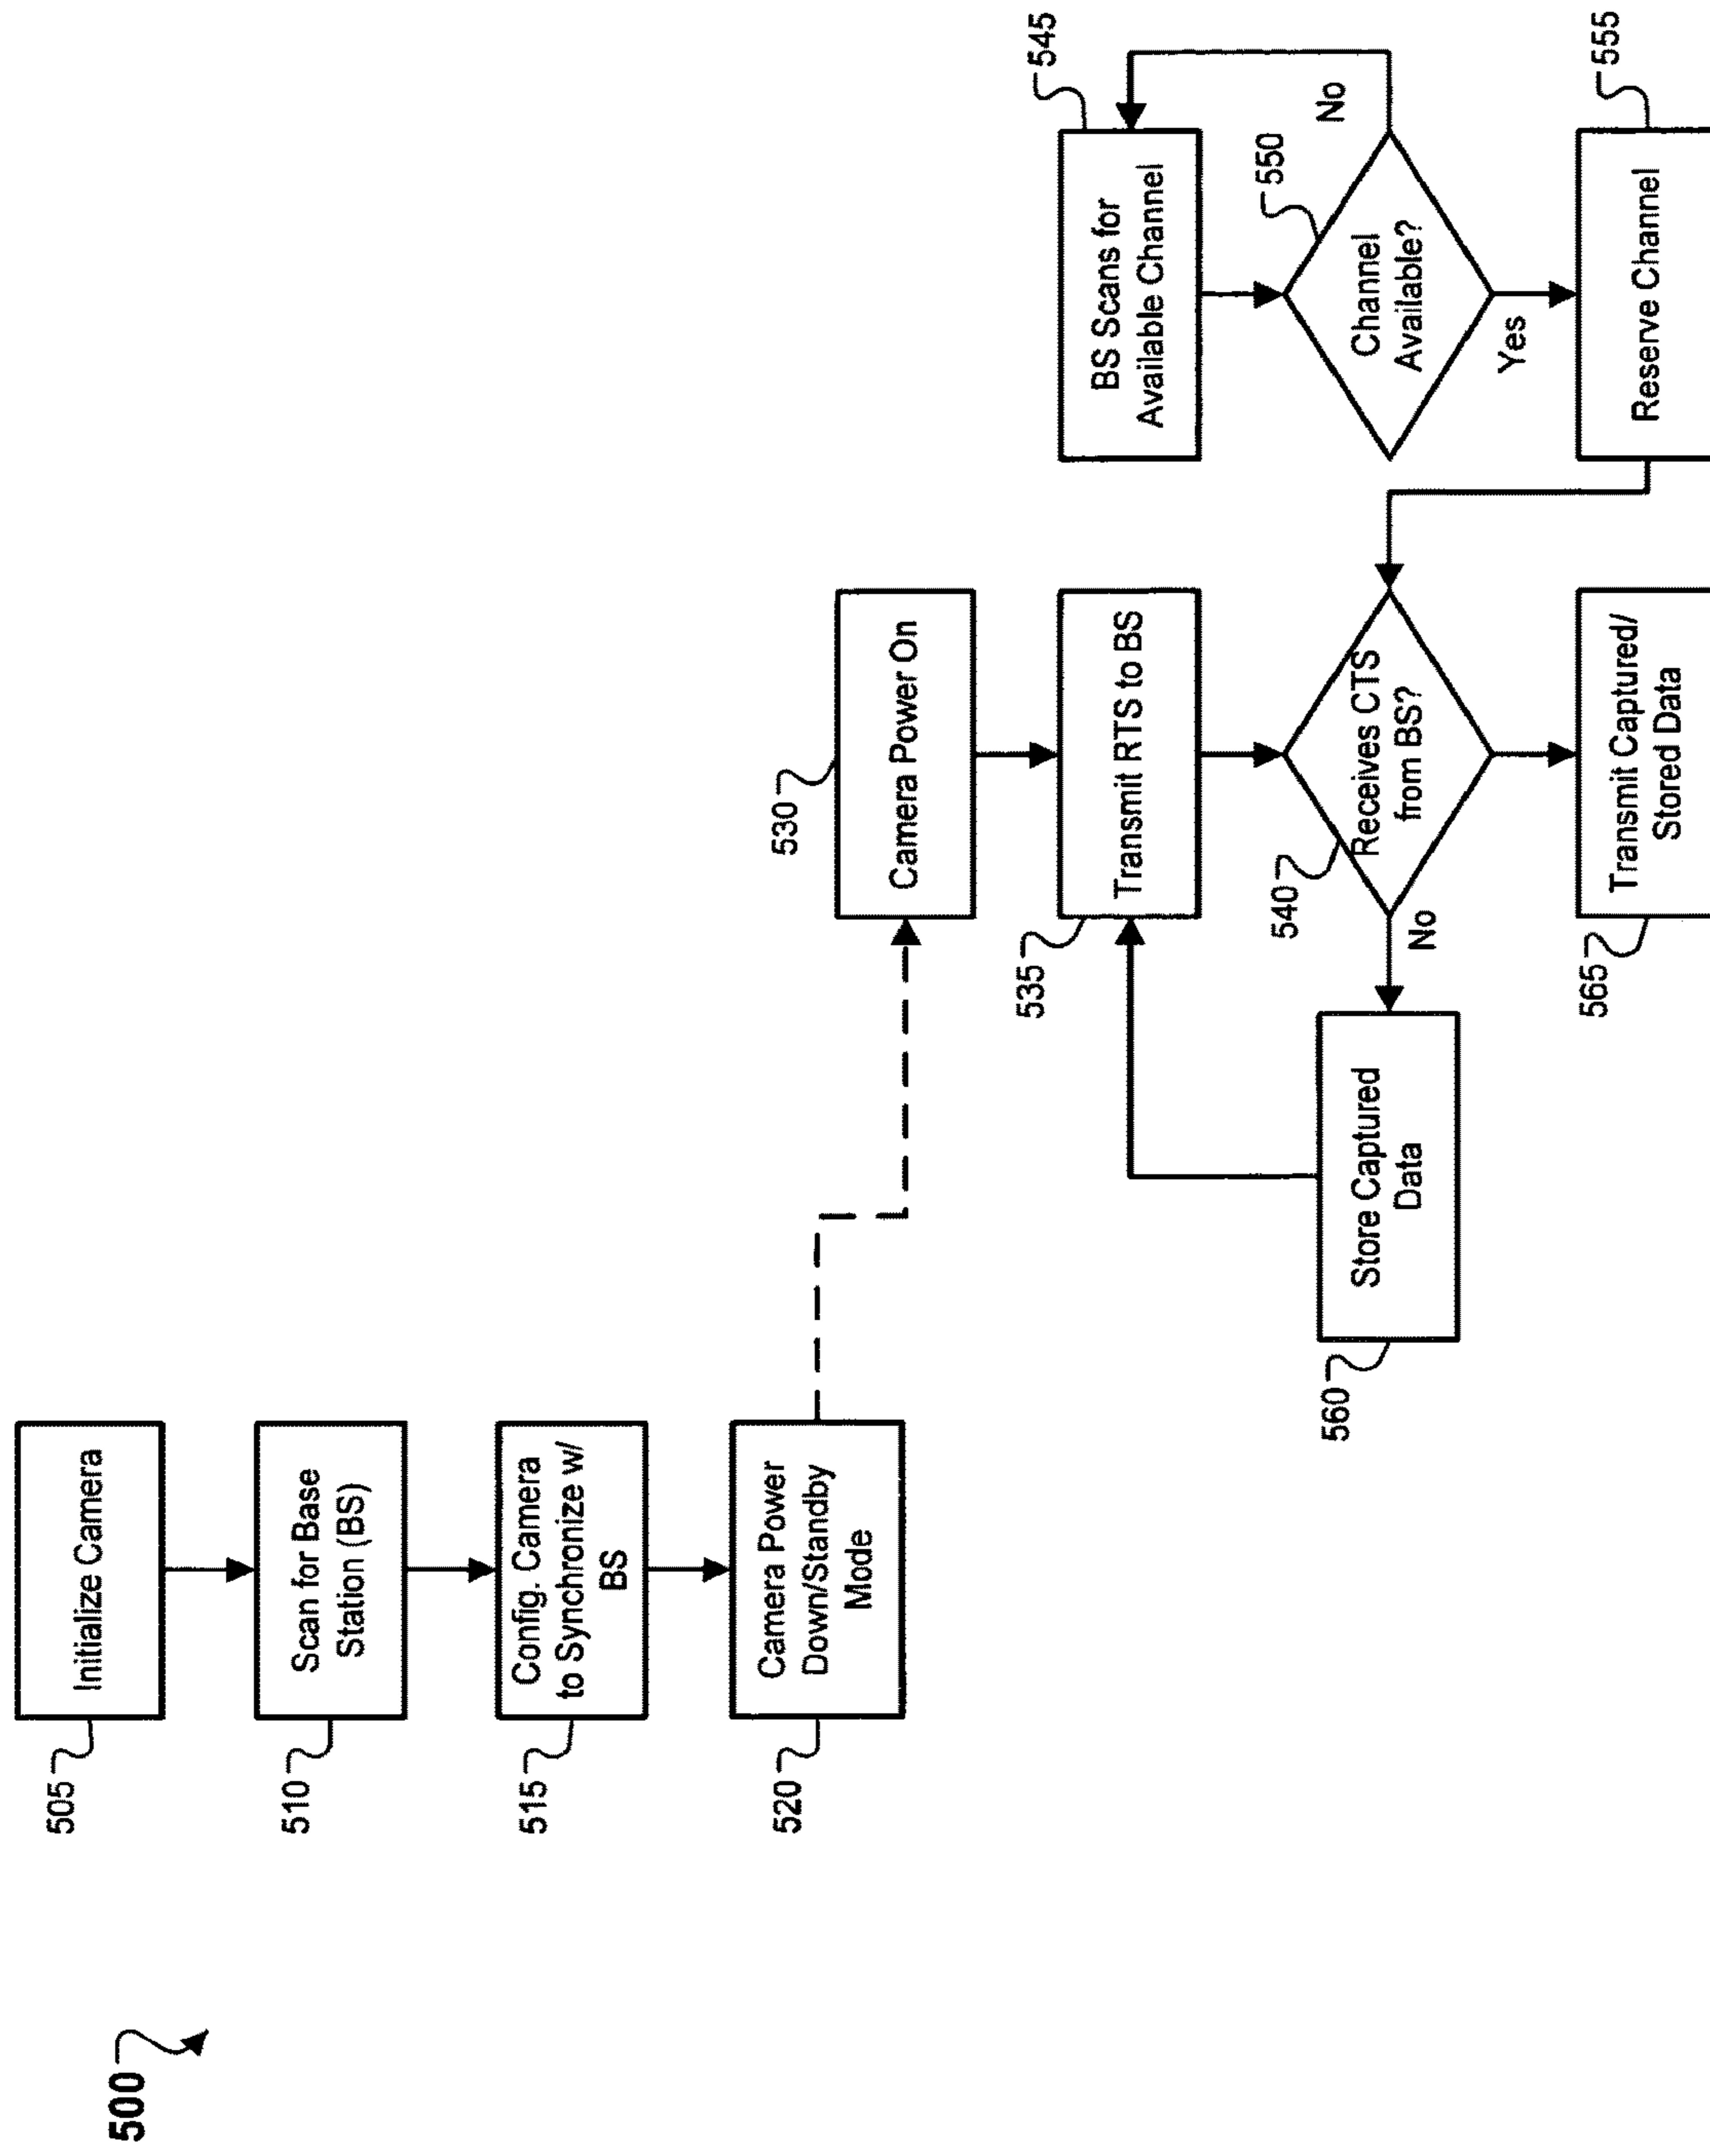 500
505
Initialize Camera
510
Scan for Base
Station (BS)
515
Config. Camera
to Synchronize w/
BS
520
Camera Power
Down/Standby
Mode
530
Camera Power On
535
Transmit RTS to BS
540
Receives CTS
from BS?
No
560
Store Captured
Data
565
Transmit Captured/
Stored Data
545
BS Scans for
Available Channel
550
Channel
Available?
No
Yes
555
Reserve Channel